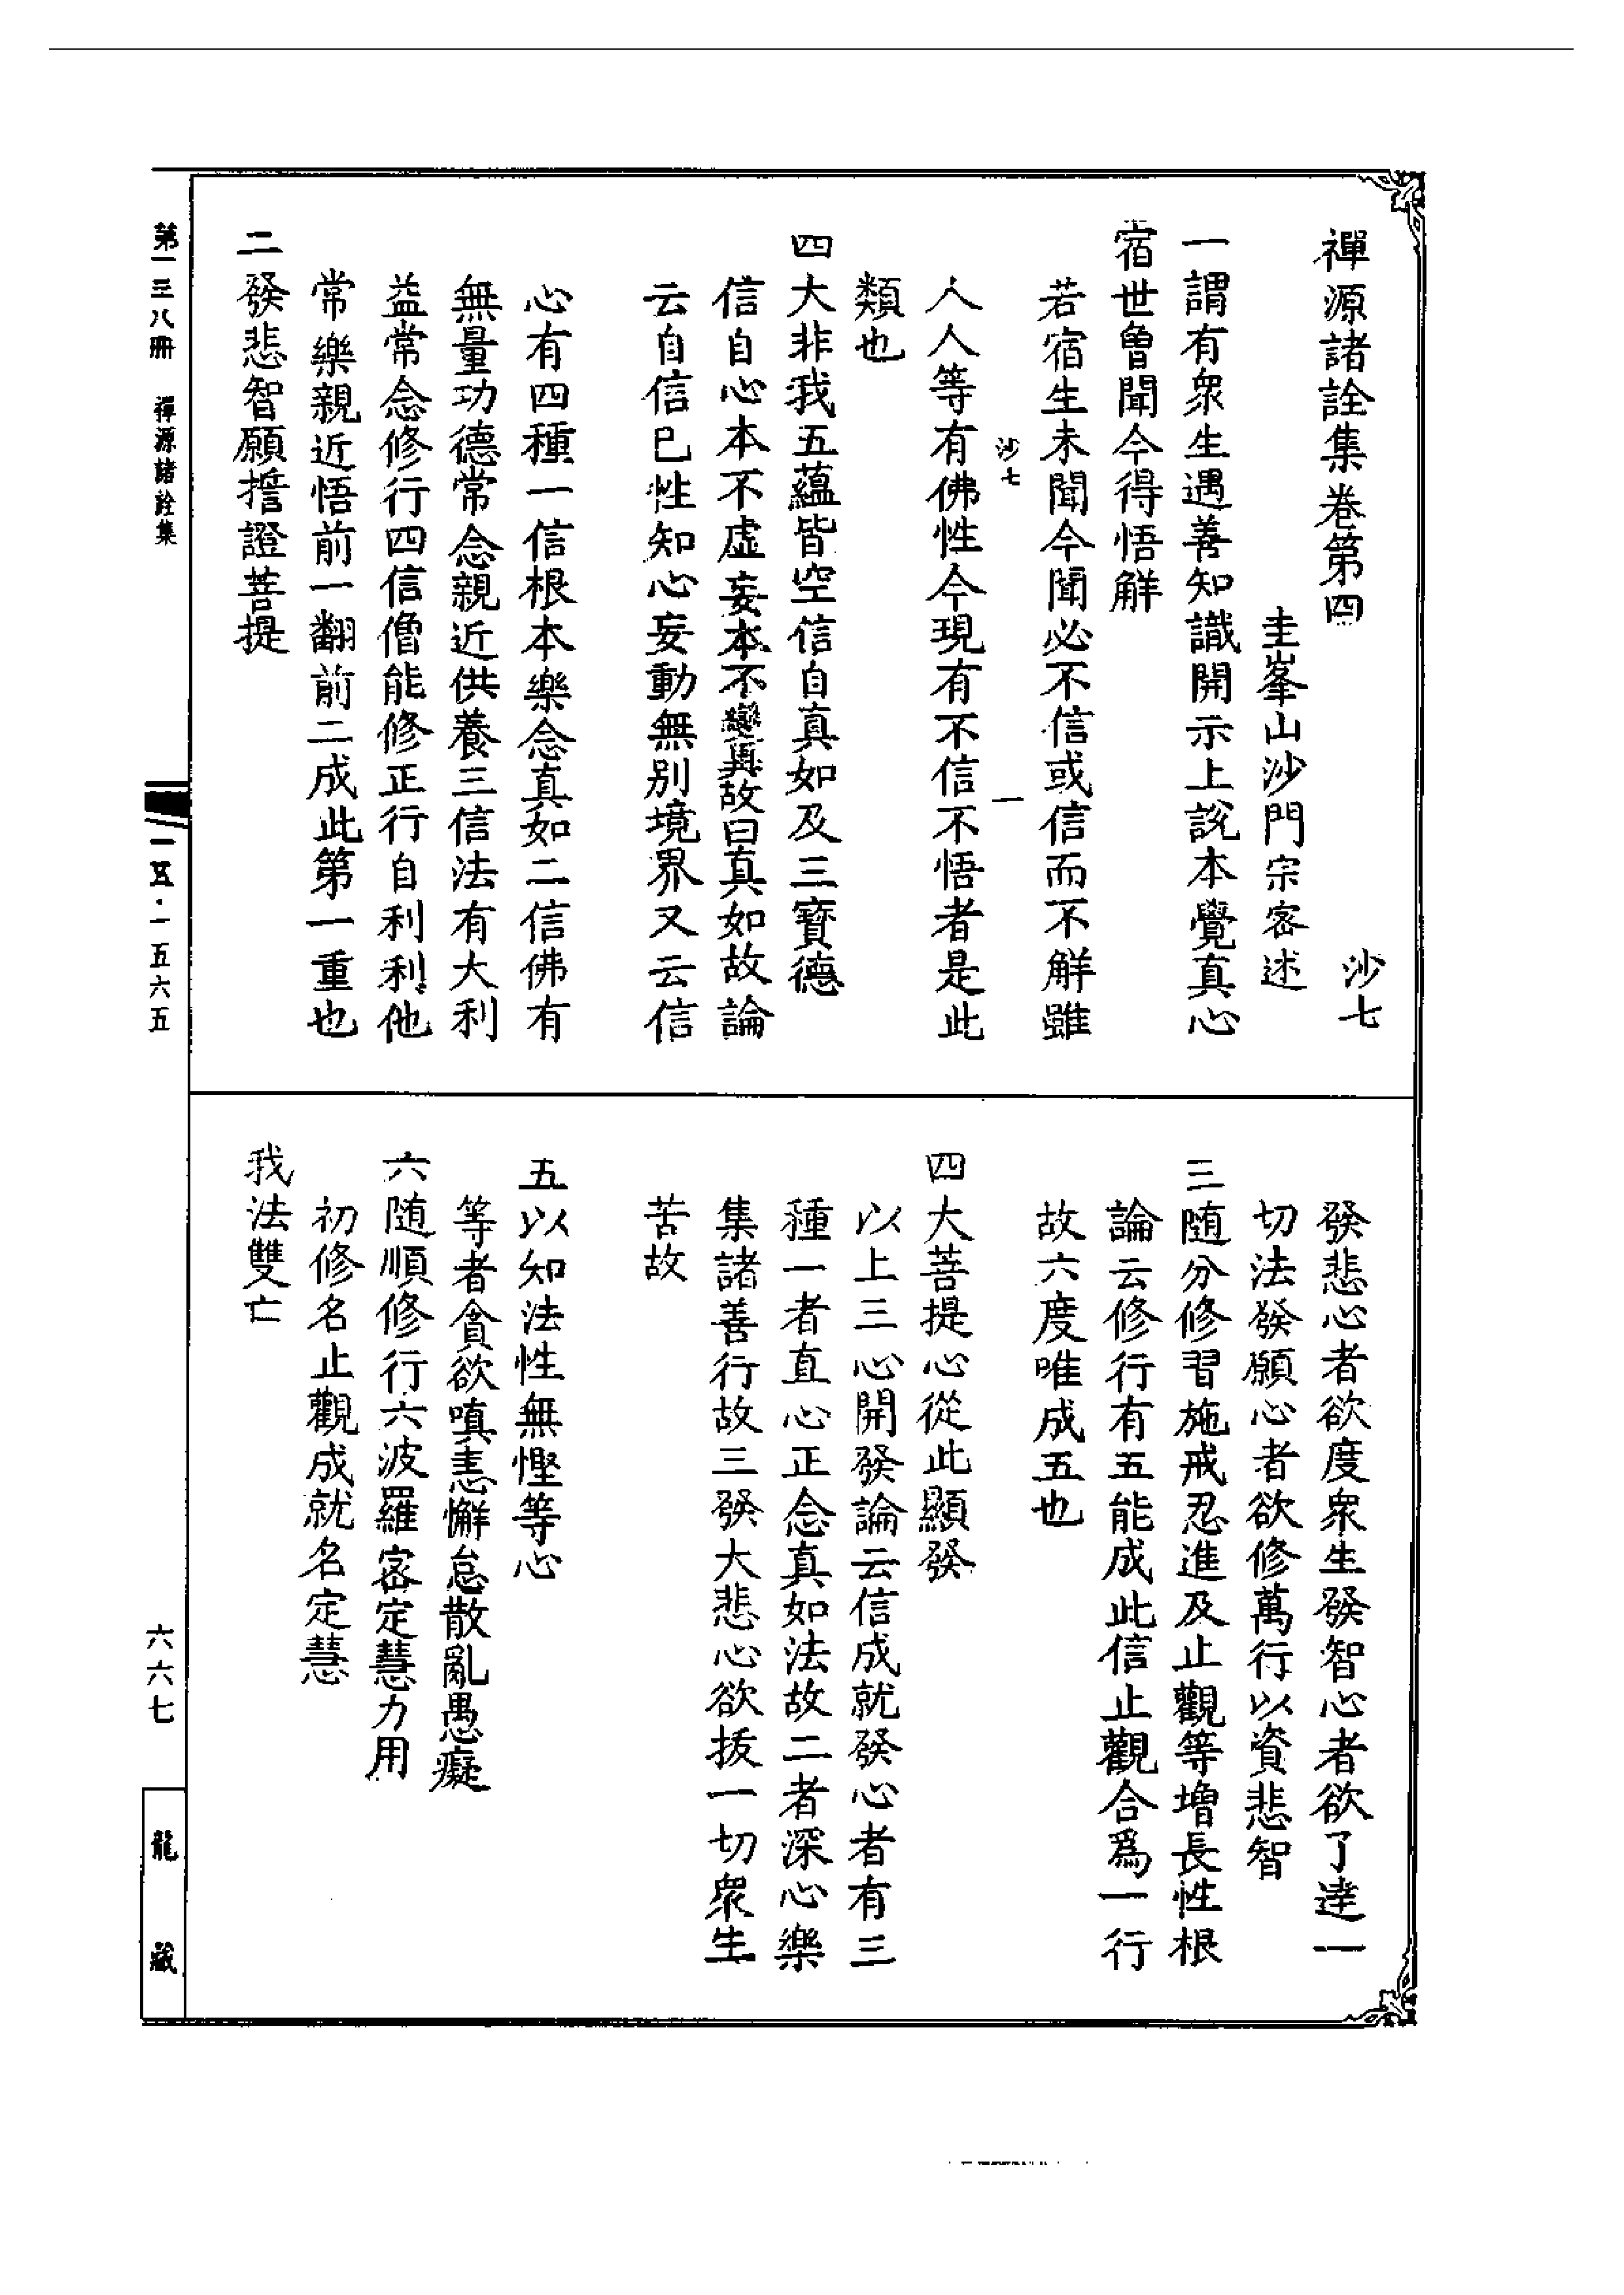 禪源諸詮集卷第四　沙七
圭峯山沙門宗密述
一謂有衆生遇善知識開示上說本覺真心
宿世曾聞今得悟解
若宿生未聞今聞必不信或信而不解雖
沙七　一
人人等有佛性今現有不信不悟者是此
類也
四大非我五蘊皆空信自真如及三寶德
信自心本不虛妄本不變異故曰真如故論
云自信已性知心妄動無別境界又云信
心有四種一信根本樂念真如二信佛有
無量功德常念親近供養三信法有大利
益常念修行四信僧能修正行自利利他
常樂親近悟前一翻前二成此第一重也
二發悲智願揩證菩提
發悲心者欲度衆生發智心者欲了達一
切法發願心者欲修萬行以資悲智
三隨分修習施戒忍進及止觀等增長性根
論云修行有五能成此信止觀合爲一行
故六度唯成五也
四大菩提心從此顯發
以上三心開發論云信成就發心者有三
種一者直心正念真如法故二者深心樂
集諸善行故三發大悲心欲拔一切衆生
苦故
五以知法性無慳等心
等者貪欲嗔恚懈怠散亂愚癡
六隨順修行六波羅密定慧力用
初修名止觀成就名定慧
我法雙亡
第一三八冊　禪源諸詮集
一五·一五六五
六六七
龍藏